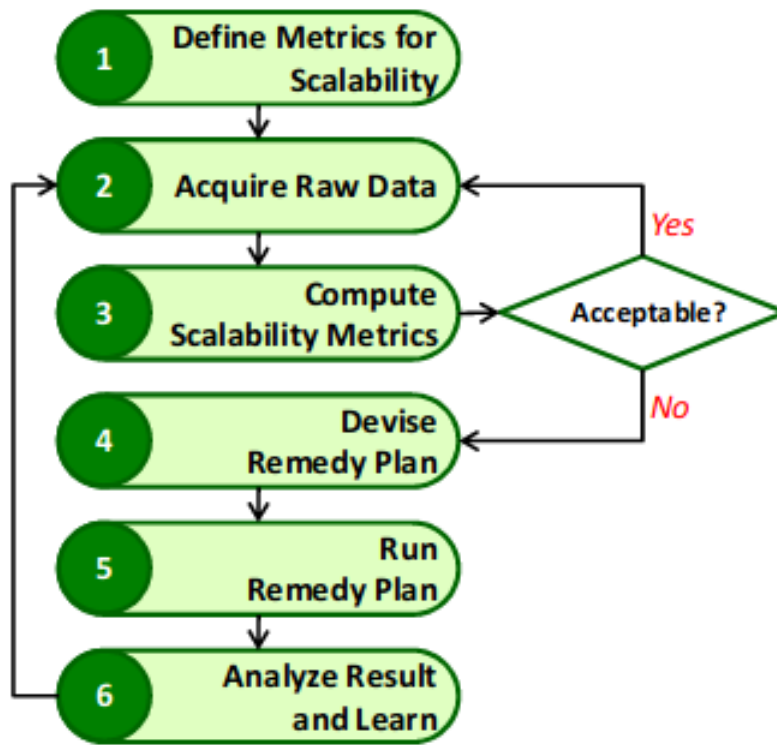 1
Define Metrics for
Scalability
2
Acquire Raw Data
Yes
3
Compute
Scalability Metrics
Acceptable?
No
4
Devise
Remedy Plan
5
Run
Remedy Plan
6
Analyze Result
and Learn